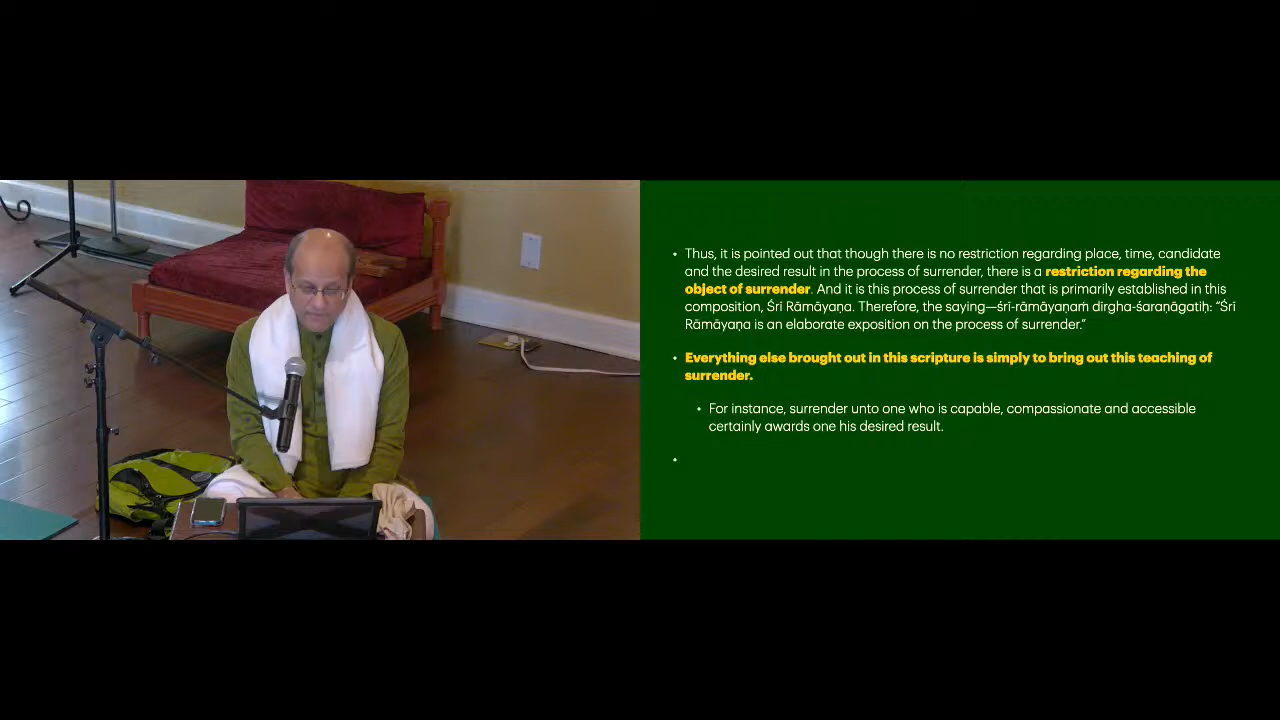 • Thus, it is pointed out that though there is no restriction regarding place, time, candidate
and the desired result in the process of surrender, there is a restriction regarding the
object of surrender. And it is this process of surrender that is primarily established in this
composition, Śrī Rāmāyaṇa. Therefore, the saying—śrī-rāmāyaṇaṁ dīrgha-śaraṇāgatiḥ: “Śrī
Rāmāyaṇa is an elaborate exposition on the process of surrender.”
• Everything else brought out in this scripture is simply to bring out this teaching of
surrender.
• For instance, surrender unto one who is capable, compassionate and accessible
certainly awards one his desired result.
•